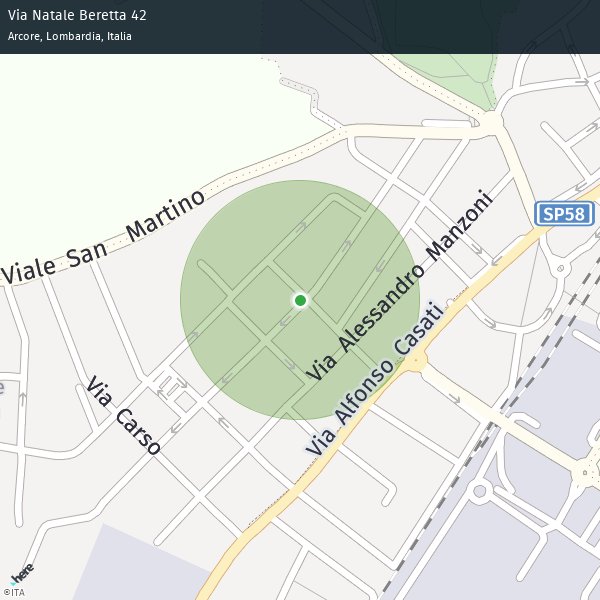 Via Natale Beretta 42
Arcore, Lombardia, Italia
Viale San Martino
SP58
Via Alessandro Manzoni
Via Alfonso Casati
Via Carso
e
here
©ITA